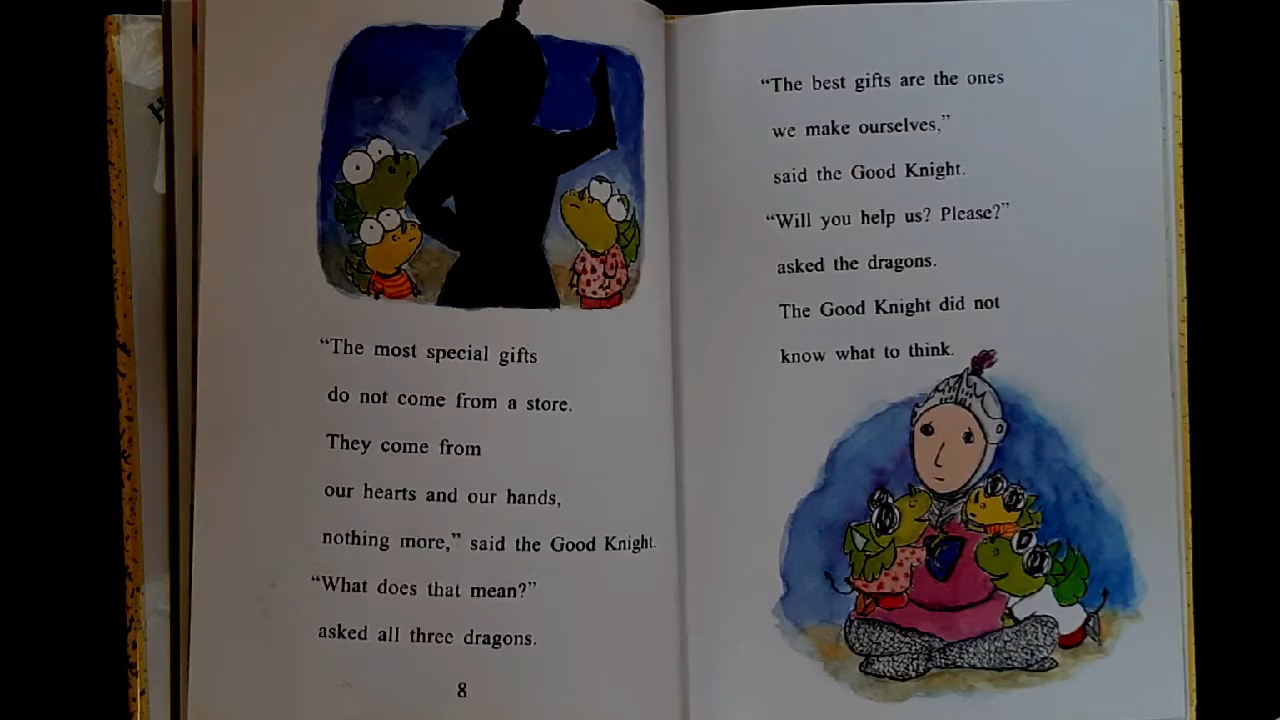 “The most special gifts
do not come from a store.
They come from
our hearts and our hands,
nothing more,” said the Good Knight.
“What does that mean?”
asked all three dragons.
8
“The best gifts are the ones
we make ourselves,”
said the Good Knight.
“Will you help us? Please?”
asked the dragons.
The Good Knight did not
know what to think.